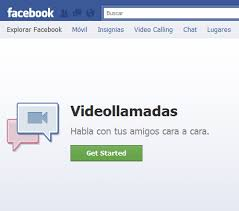 facebook Buscar
Explorar Facebook Móvil Insignias Video Calling Chat Lugares
Videollamadas
Habla con tus amigos cara a cara.
Get Started